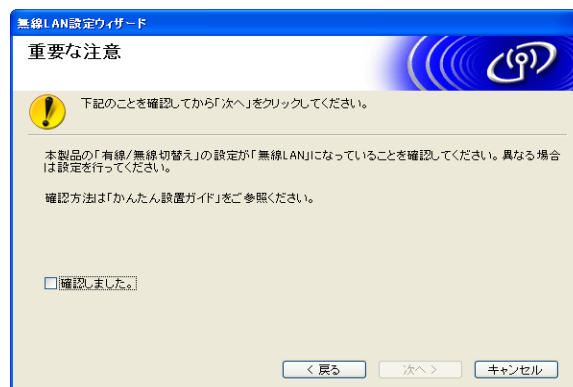 無線LAN設定ウィザード
重要な注意
下記のことを確認してから「次へ」をクリックしてください。
本製品の「有線/無線切替え」の設定が「無線LAN」になっていることを確認してください。異なる場合
は設定を行ってください。
確認方法は「かんたん設置ガイド」をご参照ください。
確認しました。
< 戻る
次へ >
キャンセル